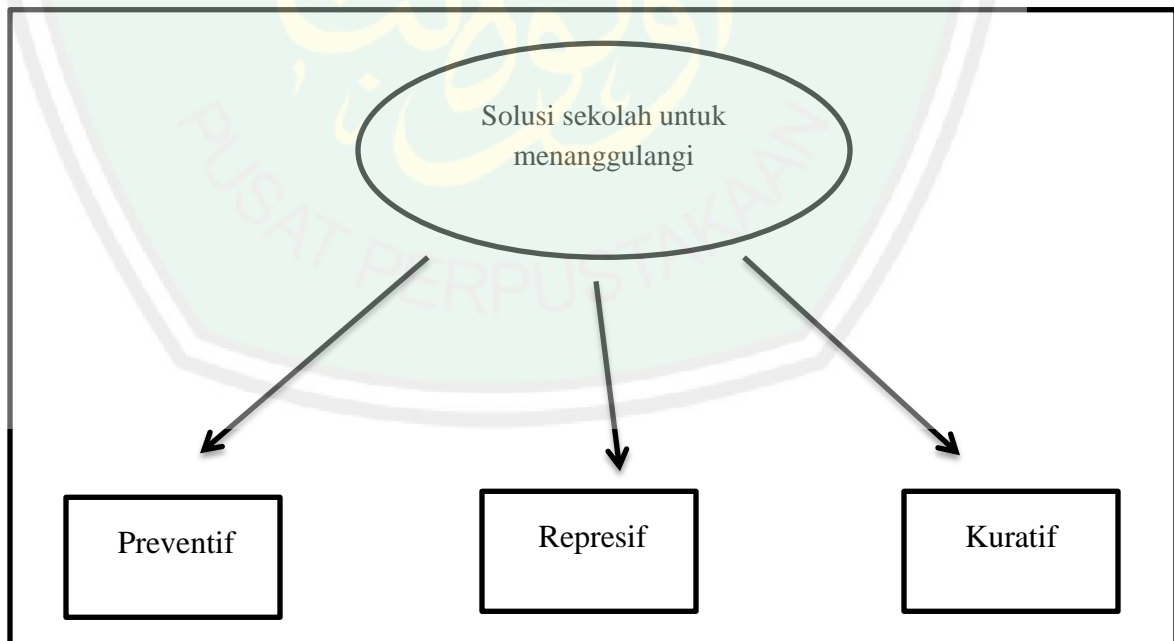 Solusi sekolah untuk
menanggulangi
PUSAT PERPUSTAKAAN
Preventif
Represif
Kuratif